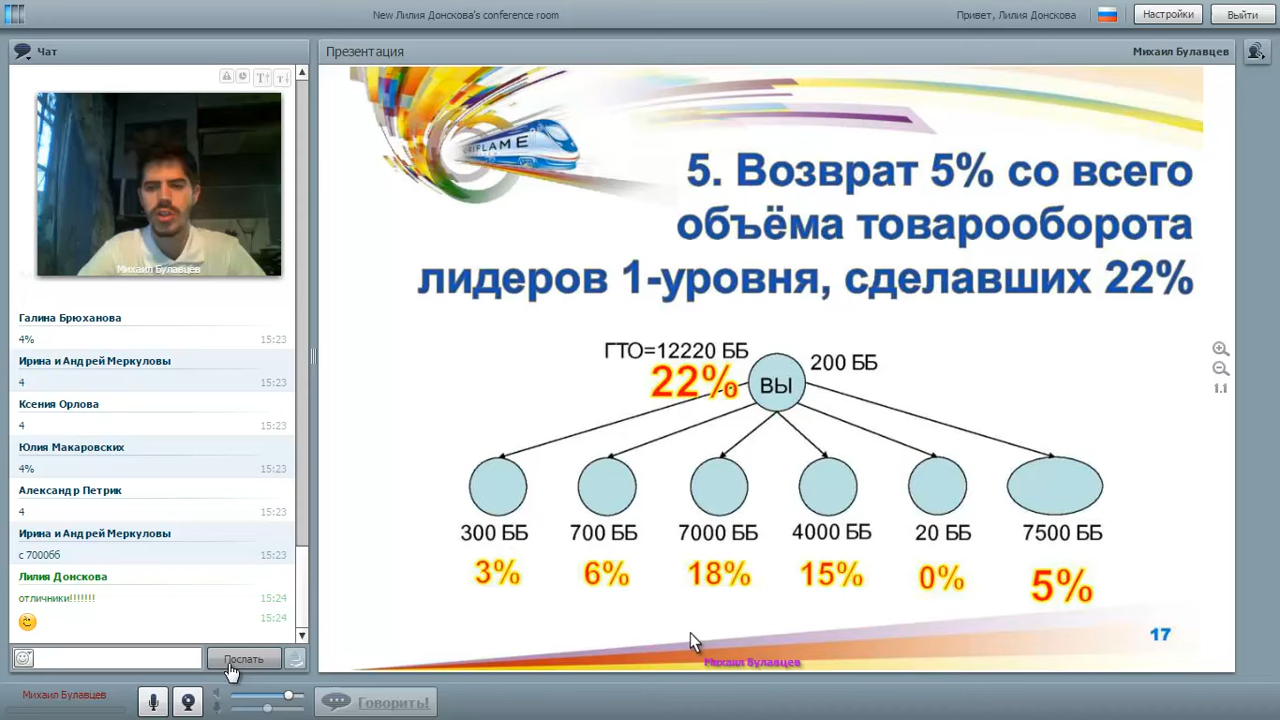 New Лилия Донскова's conference room
Привет, Лилия Донскова
Настройки
Выйти
Чат
Михаил Булавцев
Галина Брюханова
4%
15:23
Ирина и Андрей Меркуловы
4
15:23
Ксения Орлова
4
15:23
Юлия Макаровских
4%
15:23
Александр Петрик
4
15:23
Ирина и Андрей Меркуловы
с 7000бб
15:23
Лилия Донскова
отличники!!!!!!!
15:24
15:24
Послать
Михаил Булавцев
Говорить!
Презентация
Михаил Булавцев
ORIFLAME
5. Возврат 5% со всего
объёма товарооборота
лидеров 1-уровня, сделавших 22%
ГТО=12220 ББ
22%
ВЫ
200 ББ
300 ББ 700 ББ 7000 ББ 4000 ББ 20 ББ 7500 ББ
3% 6% 18% 15% 0% 5%
17
Михаил Булавцев
1.1